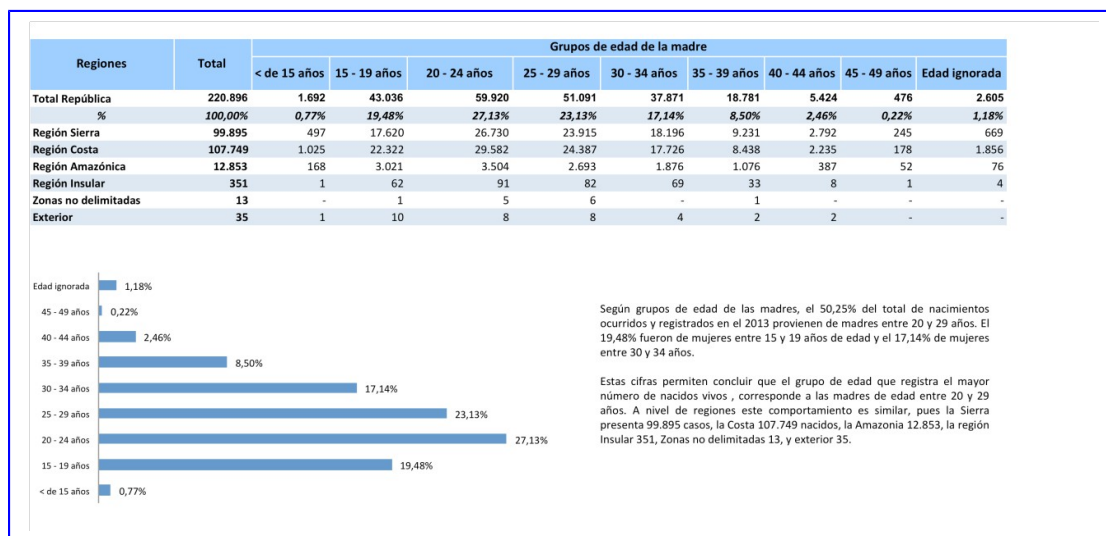 Grupos de edad de la madre
Regiones Total < de 15 años 15 - 19 años 20 - 24 años 25 - 29 años 30 - 34 años 35 - 39 años 40 - 44 años 45 - 49 años Edad ignorada
Total República 220.896 1.692 43.036 59.920 51.091 37.871 18.781 5.424 476 2.605
% 100,00% 0,77% 19,48% 27,13% 23,13% 17,14% 8,50% 2,46% 0,22% 1,18%
Región Sierra 99.895 497 17.620 26.730 23.915 18.196 9.231 2.792 245 669
Región Costa 107.749 1.025 22.322 29.582 24.387 17.726 8.438 2.235 178 1.856
Región Amazónica 12.853 168 3.021 3.504 2.693 1.876 1.076 387 52 76
Región Insular 351 1 62 91 82 69 33 8 1 4
Zonas no delimitadas 13 - 1 5 6 - 1 - - -
Exterior 35 1 10 8 8 4 2 2 - -
Edad ignorada 1,18%
45 - 49 años 0,22%
40 - 44 años 2,46%
35 - 39 años 8,50%
30 - 34 años 17,14%
25 - 29 años 23,13%
20 - 24 años 27,13%
15 - 19 años 19,48%
< de 15 años 0,77%
Según grupos de edad de las madres, el 50,25% del total de nacimientos
ocurridos y registrados en el 2013 provienen de madres entre 20 y 29 años. El
19,48% fueron de mujeres entre 15 y 19 años de edad y el 17,14% de mujeres
entre 30 y 34 años.
Estas cifras permiten concluir que el grupo de edad que registra el mayor
número de nacidos vivos , corresponde a las madres de edad entre 20 y 29
años. A nivel de regiones este comportamiento es similar, pues la Sierra
presenta 99.895 casos, la Costa 107.749 nacidos, la Amazonia 12.853, la región
Insular 351, Zonas no delimitadas 13, y exterior 35.